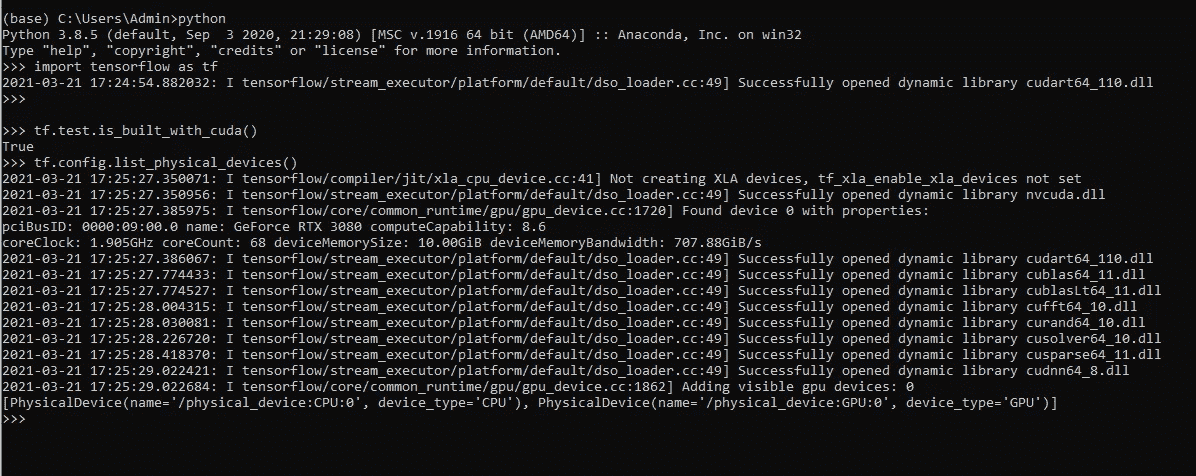 (base) C:\Users\Admin>python
Python 3.8.5 (default, Sep  3 2020, 21:29:08) [MSC v.1916 64 bit (AMD64)] :: Anaconda, Inc. on win32
Type "help", "copyright", "credits" or "license" for more information.
>>> import tensorflow as tf
2021-03-21 17:24:54.882032: I tensorflow/stream_executor/platform/default/dso_loader.cc:49] Successfully opened dynamic library cudart64_110.dll
>>>
>>> tf.test.is_built_with_cuda()
True
>>> tf.config.list_physical_devices()
2021-03-21 17:25:27.350071: I tensorflow/compiler/jit/xla_cpu_device.cc:41] Not creating XLA devices, tf_xla_enable_xla_devices not set
2021-03-21 17:25:27.350956: I tensorflow/stream_executor/platform/default/dso_loader.cc:49] Successfully opened dynamic library nvcuda.dll
2021-03-21 17:25:27.385975: I tensorflow/core/common_runtime/gpu/gpu_device.cc:1720] Found device 0 with properties:
pciBusID: 0000:09:00.0 name: GeForce RTX 3080 computeCapability: 8.6
coreClock: 1.905GHz coreCount: 68 deviceMemorySize: 10.00GiB deviceMemoryBandwidth: 707.88GiB/s
2021-03-21 17:25:27.386067: I tensorflow/stream_executor/platform/default/dso_loader.cc:49] Successfully opened dynamic library cudart64_110.dll
2021-03-21 17:25:27.774433: I tensorflow/stream_executor/platform/default/dso_loader.cc:49] Successfully opened dynamic library cublas64_11.dll
2021-03-21 17:25:27.774527: I tensorflow/stream_executor/platform/default/dso_loader.cc:49] Successfully opened dynamic library cublasLt64_11.dll
2021-03-21 17:25:28.004315: I tensorflow/stream_executor/platform/default/dso_loader.cc:49] Successfully opened dynamic library cufft64_10.dll
2021-03-21 17:25:28.030081: I tensorflow/stream_executor/platform/default/dso_loader.cc:49] Successfully opened dynamic library curand64_10.dll
2021-03-21 17:25:28.226720: I tensorflow/stream_executor/platform/default/dso_loader.cc:49] Successfully opened dynamic library cusolver64_10.dll
2021-03-21 17:25:28.418370: I tensorflow/stream_executor/platform/default/dso_loader.cc:49] Successfully opened dynamic library cusparse64_11.dll
2021-03-21 17:25:29.022421: I tensorflow/stream_executor/platform/default/dso_loader.cc:49] Successfully opened dynamic library cudnn64_8.dll
2021-03-21 17:25:29.022684: I tensorflow/core/common_runtime/gpu/gpu_device.cc:1862] Adding visible gpu devices: 0
[PhysicalDevice(name='/physical_device:CPU:0', device_type='CPU'), PhysicalDevice(name='/physical_device:GPU:0', device_type='GPU')]
>>>